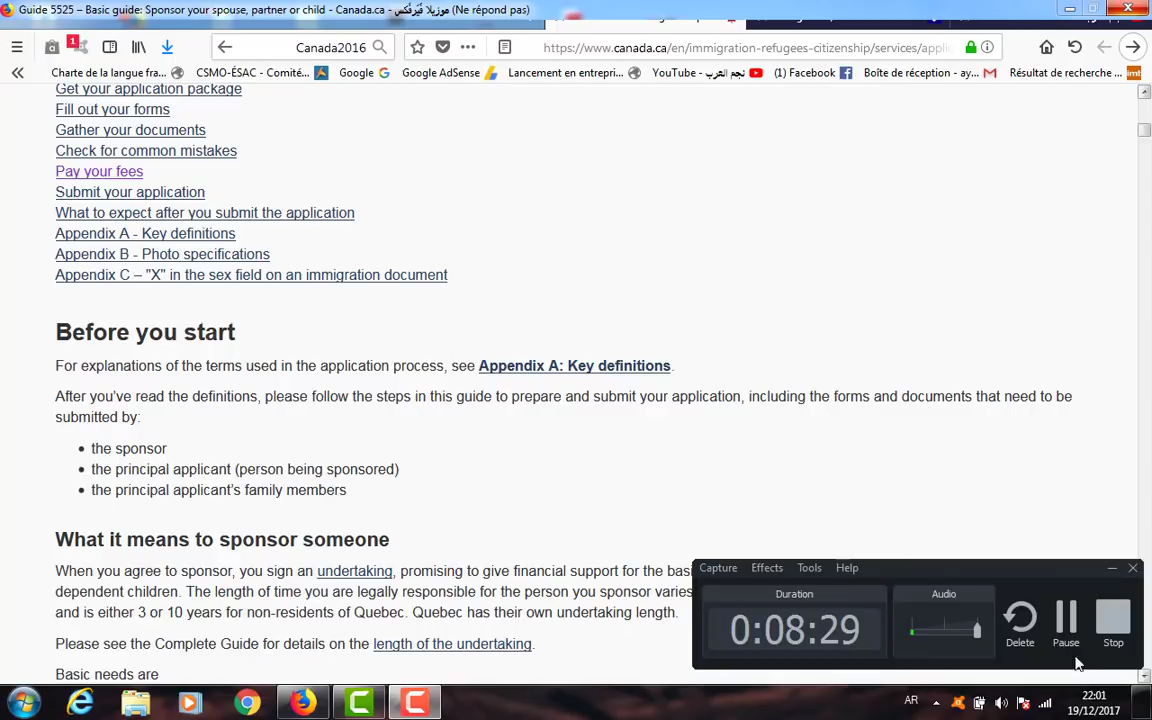 Guide 5525 – Basic guide: Sponsor your spouse, partner or child - Canada.ca - موزيلا فَيَرفُكس (Ne répond pas)
1
Canada2016
https://www.canada.ca/en/immigration-refugees-citizenship/services/appli
Charte de la langue fra...
CSMO-ÉSAC - Comité...
Google
Google AdSense
Lancement en entrepri...
YouTube - نجم العرب
(1) Facebook
Boîte de réception - ay...
Résultat de recherche ...
imt
Get your application package
Fill out your forms
Gather your documents
Check for common mistakes
Pay your fees
Submit your application
What to expect after you submit the application
Appendix A - Key definitions
Appendix B - Photo specifications
Appendix C – "X" in the sex field on an immigration document
Before you start
For explanations of the terms used in the application process, see Appendix A: Key definitions.
After you've read the definitions, please follow the steps in this guide to prepare and submit your application, including the forms and documents that need to be
submitted by:
• the sponsor
• the principal applicant (person being sponsored)
• the principal applicant's family members
What it means to sponsor someone
When you agree to sponsor, you sign an undertaking, promising to give financial support for the basi
dependent children. The length of time you are legally responsible for the person you sponsor varies
and is either 3 or 10 years for non-residents of Quebec. Quebec has their own undertaking length.
Please see the Complete Guide for details on the length of the undertaking.
Basic needs are
Capture Effects Tools Help
Duration
0:08:29
Audio
Delete
Pause
Stop
AR
22:01
19/12/2017